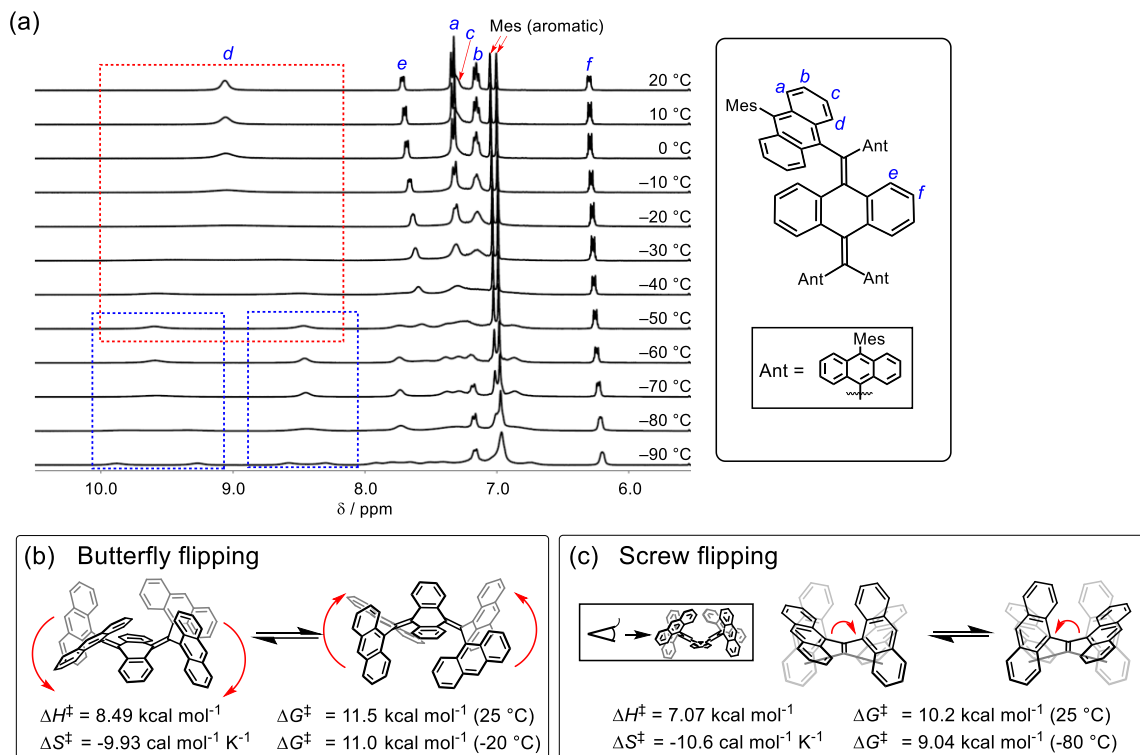 (a)
a
c
b
Mes (aromatic)
d
e
f
20 °C
10 °C
0 °C
–10 °C
–20 °C
–30 °C
–40 °C
–50 °C
–60 °C
–70 °C
–80 °C
–90 °C
10.0 9.0 8.0 7.0 6.0
δ / ppm
a b c d
Mes
Ant
e
f
Ant Ant
Mes
Ant =
(b) Butterfly flipping
ΔH‡ = 8.49 kcal mol-1 ΔG‡ = 11.5 kcal mol-1 (25 °C)
ΔS‡ = -9.93 cal mol-1 K-1 ΔG‡ = 11.0 kcal mol-1 (-20 °C)
(c) Screw flipping
ΔH‡ = 7.07 kcal mol-1 ΔG‡ = 10.2 kcal mol-1 (25 °C)
ΔS‡ = -10.6 cal mol-1 K-1 ΔG‡ = 9.04 kcal mol-1 (-80 °C)